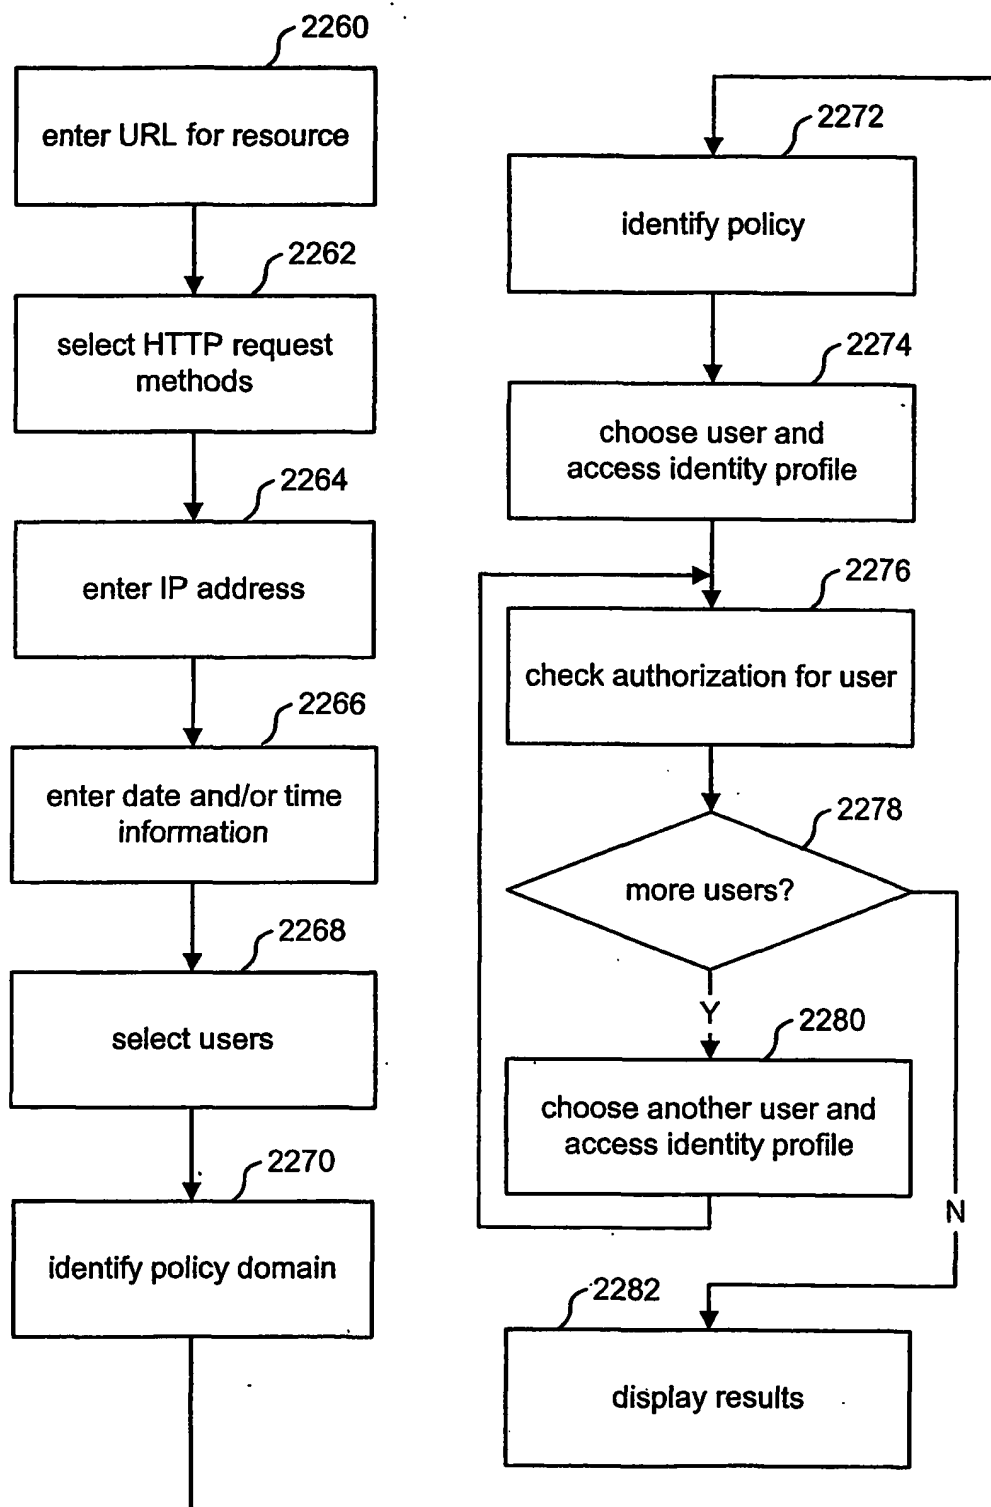 2260
enter URL for resource
2262
select HTTP request
methods
2264
enter IP address
2266
enter date and/or time
information
2268
select users
2270
identify policy domain
2272
identify policy
2274
choose user and
access identity profile
2276
check authorization for user
2278
more users?
Y
2280
choose another user and
access identity profile
N
2282
display results